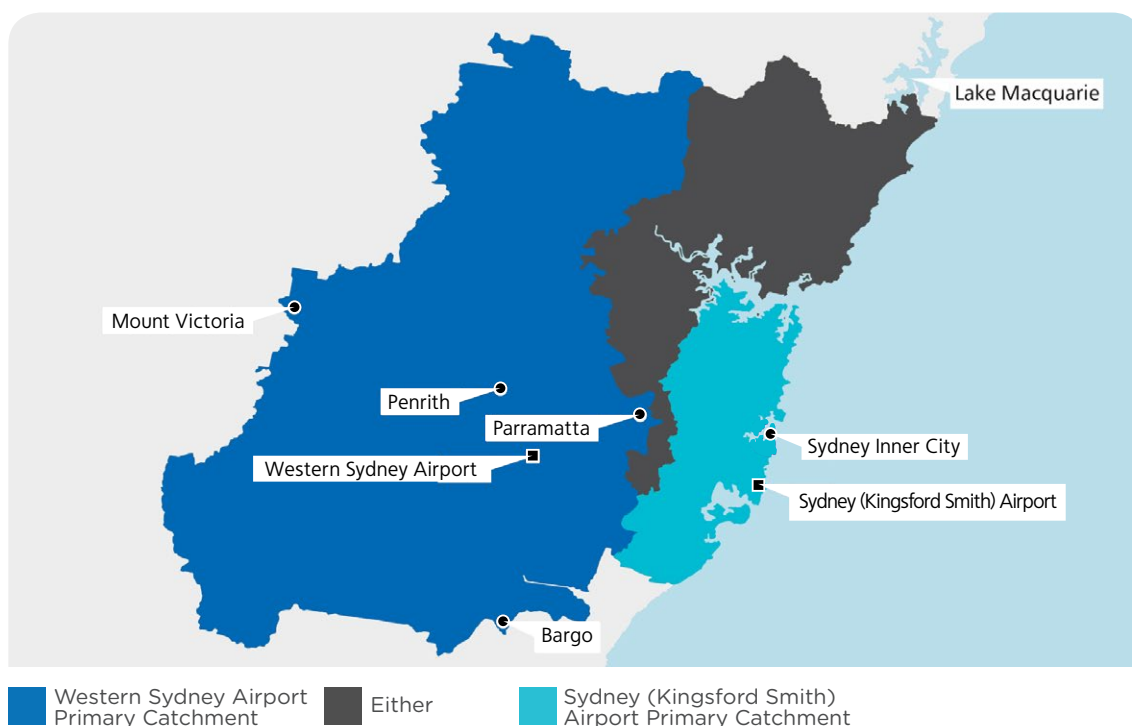 Lake Macquarie
Mount Victoria
Penrith
Parramatta
Sydney Inner City
Western Sydney Airport
Sydney (Kingsford Smith) Airport
Bargo
Western Sydney Airport
Primary Catchment
Either
Sydney (Kingsford Smith)
Airport Primary Catchment